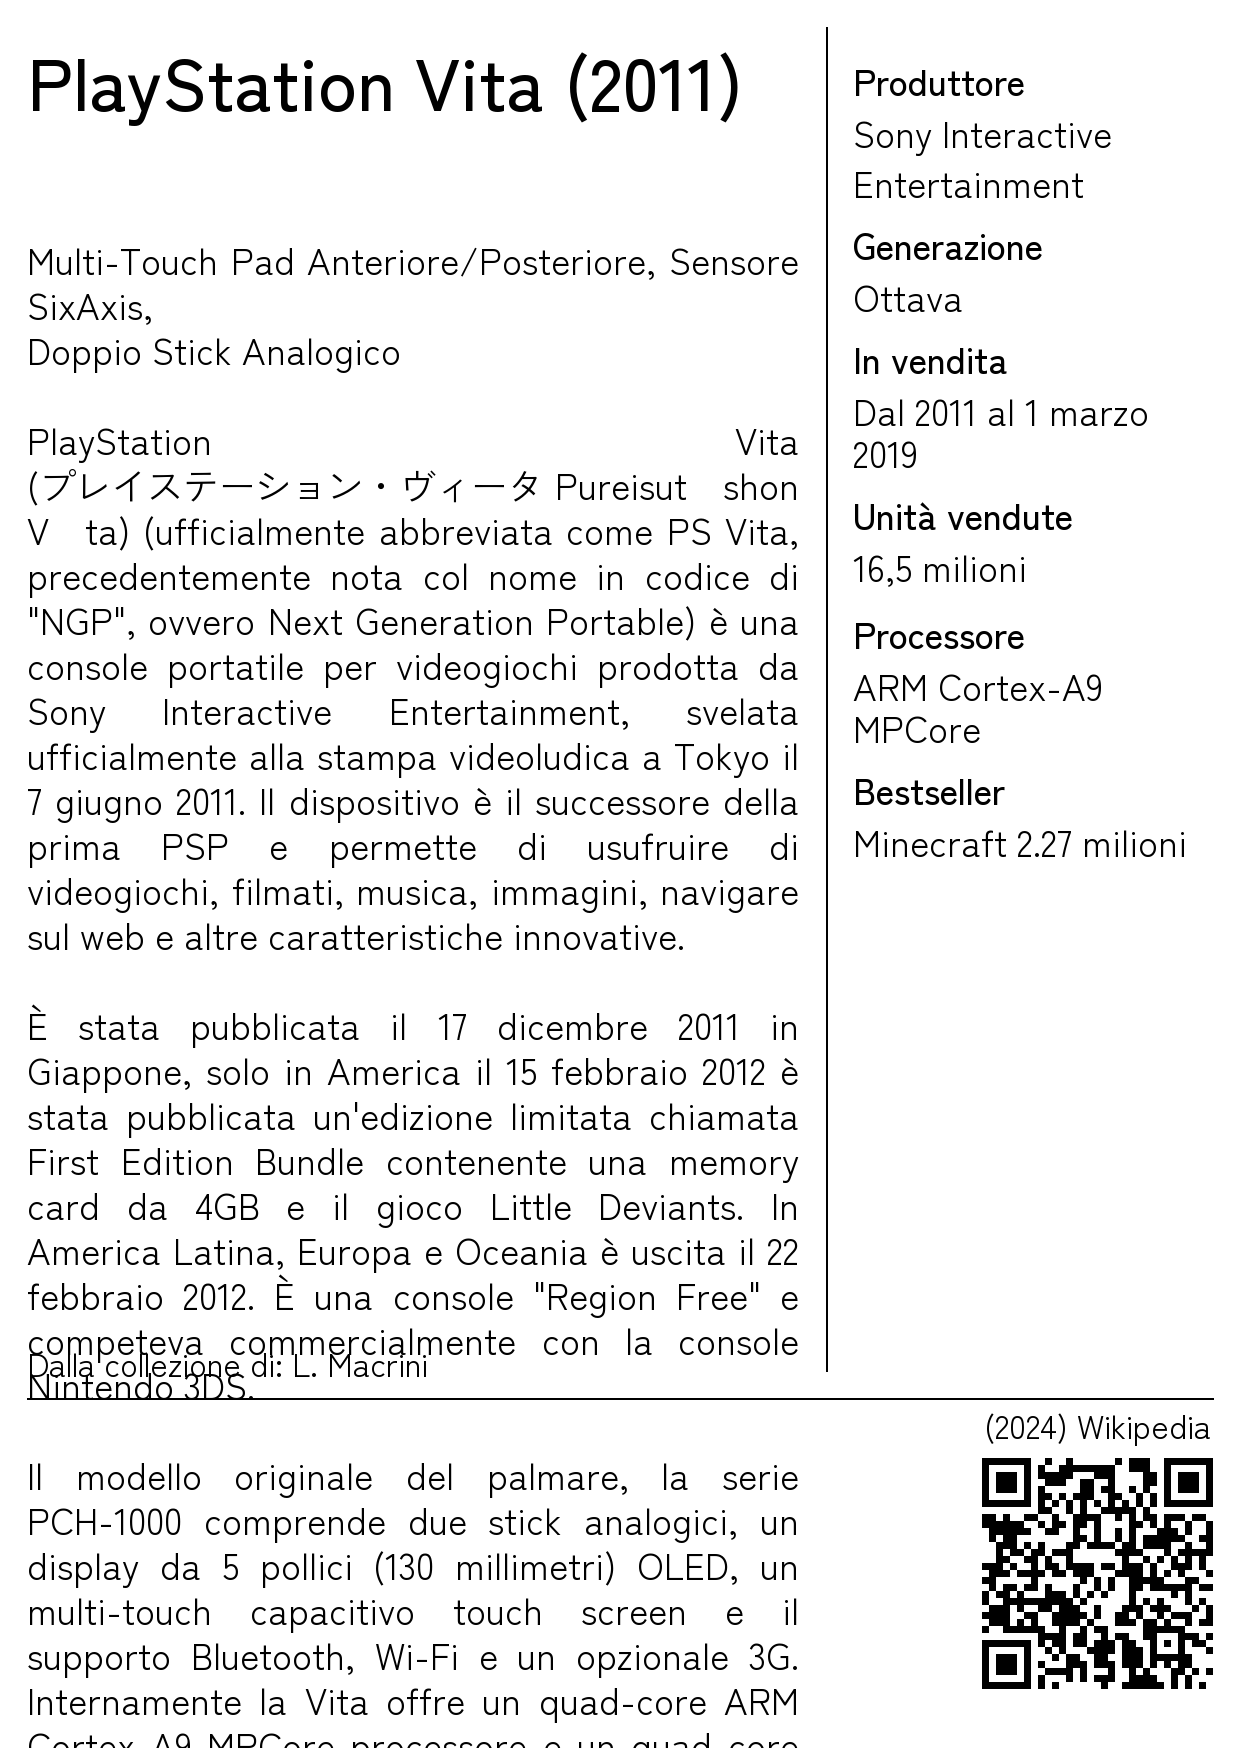 PlayStation Vita (2011)
Multi-Touch Pad Anteriore/Posteriore, Sensore
SixAxis,
Doppio Stick Analogico
PlayStation Vita
(プレイステーション・ヴィータ Pureisut shon
V ta) (ufficialmente abbreviata come PS Vita,
precedentemente nota col nome in codice di
"NGP", ovvero Next Generation Portable) è una
console portatile per videogiochi prodotta da
Sony Interactive Entertainment, svelata
ufficialmente alla stampa videoludica a Tokyo il
7 giugno 2011. Il dispositivo è il successore della
prima PSP e permette di usufruire di
videogiochi, filmati, musica, immagini, navigare
sul web e altre caratteristiche innovative.
È stata pubblicata il 17 dicembre 2011 in
Giappone, solo in America il 15 febbraio 2012 è
stata pubblicata un'edizione limitata chiamata
First Edition Bundle contenente una memory
card da 4GB e il gioco Little Deviants. In
America Latina, Europa e Oceania è uscita il 22
febbraio 2012. È una console "Region Free" e
competeva commercialmente con la console
Nintendo 3DS.
Dalla collezione di: L. Macrini
Il modello originale del palmare, la serie
PCH-1000 comprende due stick analogici, un
display da 5 pollici (130 millimetri) OLED, un
multi-touch capacitivo touch screen e il
supporto Bluetooth, Wi-Fi e un opzionale 3G.
Internamente la Vita offre un quad-core ARM
Cortex-A9 MPCore processore e un quad-core
Produttore
Sony Interactive
Entertainment
Generazione
Ottava
In vendita
Dal 2011 al 1 marzo
2019
Unità vendute
16,5 milioni
Processore
ARM Cortex-A9
MPCore
Bestseller
Minecraft 2.27 milioni
(2024) Wikipedia